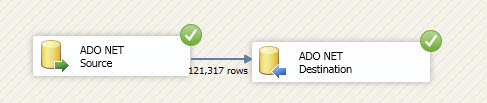 ADO NET
Source
121,317 rows
ADO NET
Destination